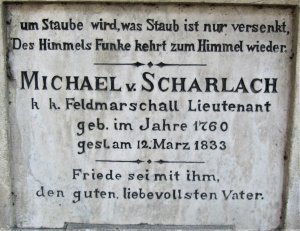 um Staube wird, was Staub ist nur versenkt,
Des Himmels Funke kehrt zum Himmel wieder.
MICHAEL v. SCHARLACH
k k Feldmarschall Lieutenant
geb. im Jahre 1760
gest. am 12. Marz 1833
Friede sei mit ihm,
den guten, liebevollsten Vater.